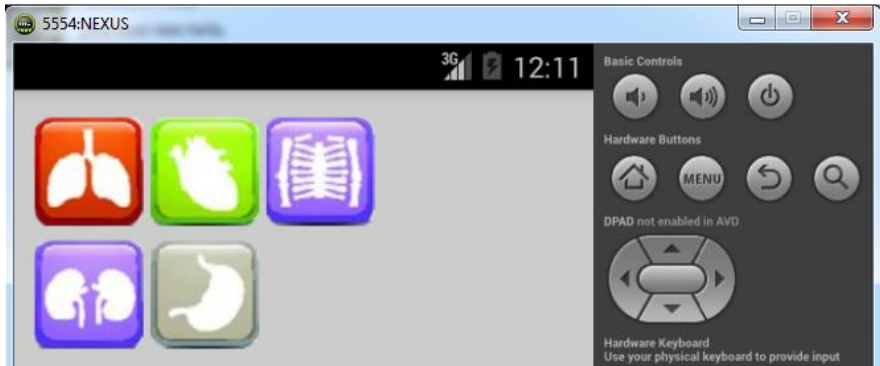 5554:NEXUS
3G 12:11
Basic Controls
Hardware Buttons
MENU
DPAD not enabled in AVD
Hardware Keyboard
Use your physical keyboard to provide input